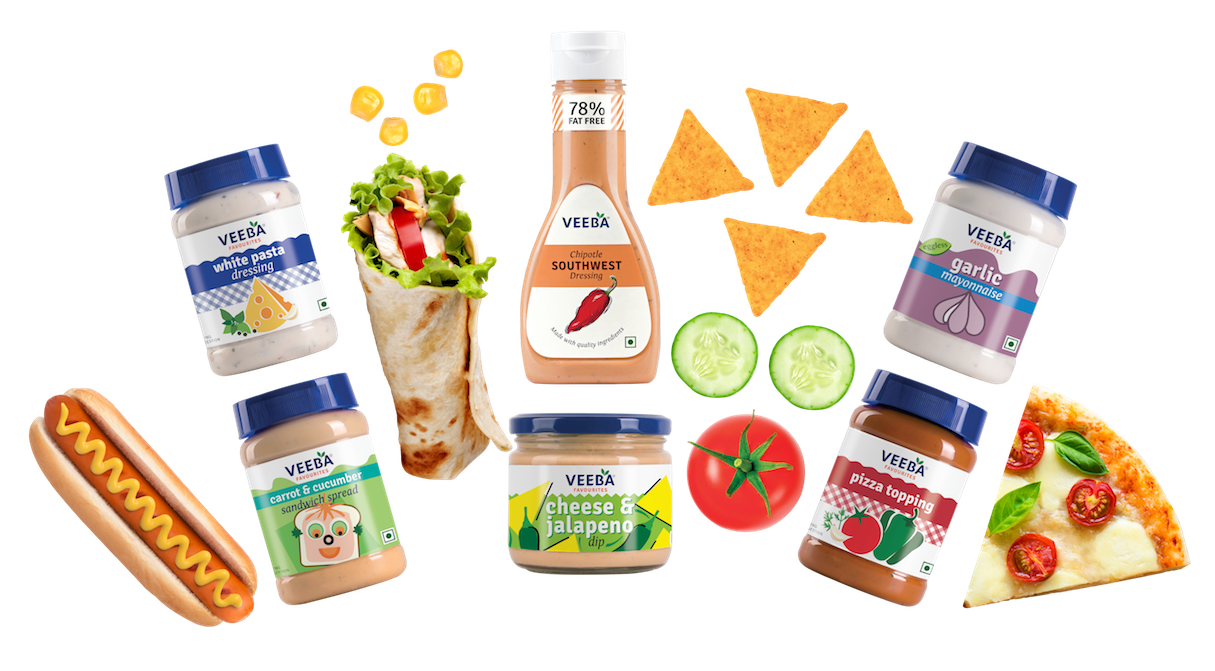 78%
FAT FREE
VEEBA
Chipotle
SOUTHWEST
Dressing
Made with quality ingredients
VEEBA
FAVOURITES
white pasta
dressing
VEEBA
FAVOURITES
eggless
garlic
mayonnaise
VEEBA
FAVOURITES
carrot & cucumber
sandwich spread
VEEBA
FAVOURITES
cheese &
jalapeno
dip
VEEBA
FAVOURITES
pizza topping